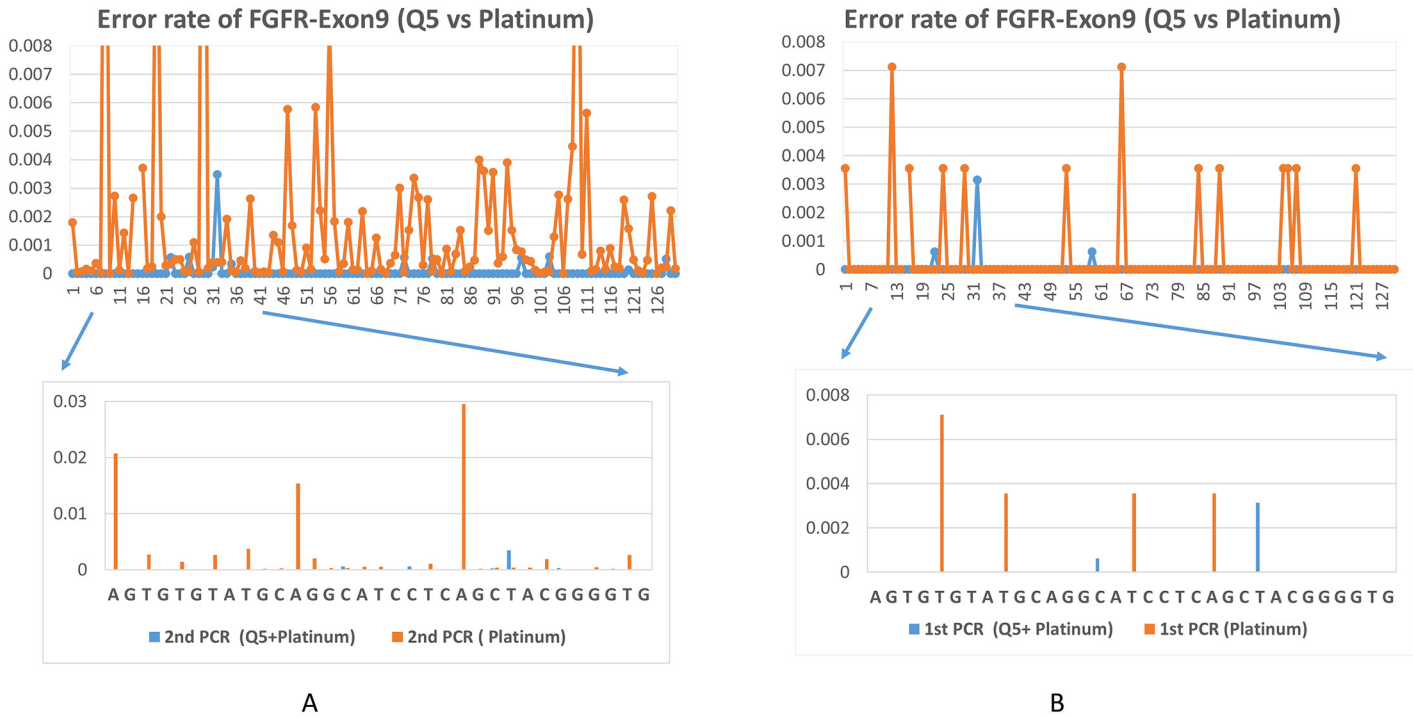 Error rate of FGFR-Exon9 (Q5 vs Platinum)
0.008
0.007
0.006
0.005
0.004
0.003
0.002
0.001
0
1 6 11 16 21 26 31 36 41 46 51 56 61 66 71 76 81 86 91 96 101 106 111 116 121 126
0.03
0.02
0.01
0
A G T G T G T A T G C A G G C A T C C T C A G C T A C G G G G T G
2nd PCR (Q5+Platinum) 2nd PCR ( Platinum)
A
Error rate of FGFR-Exon9 (Q5 vs Platinum)
0.008
0.007
0.006
0.005
0.004
0.003
0.002
0.001
0
1 7 13 19 25 31 37 43 49 55 61 67 73 79 85 91 97 103 109 115 121 127
0.008
0.006
0.004
0.002
0
A G T G T G T A T G C A G G C A T C C T C A G C T A C G G G G T G
1st PCR (Q5+ Platinum) 1st PCR (Platinum)
B